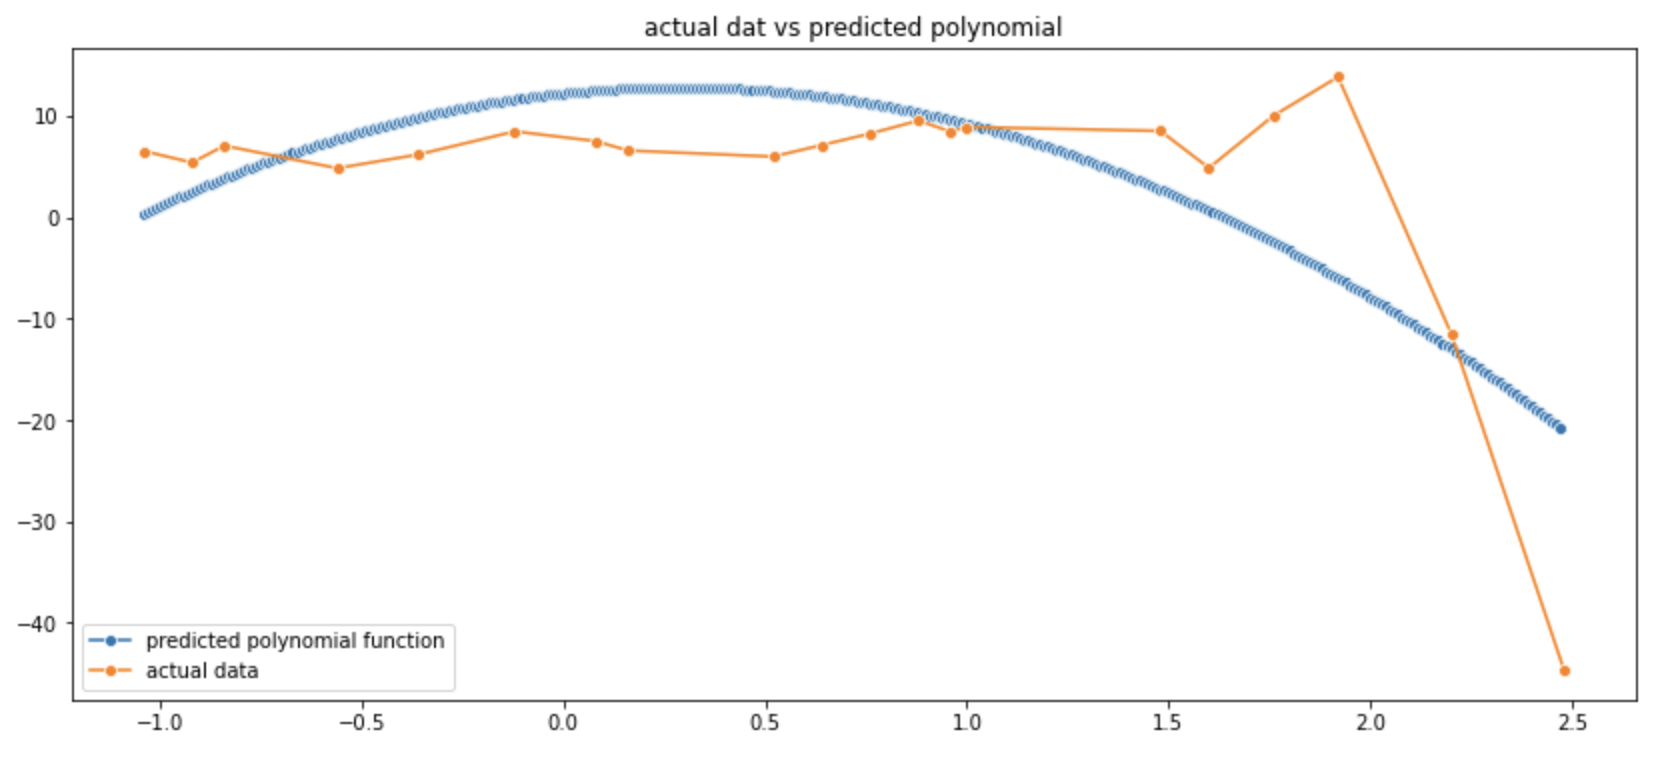 actual dat vs predicted polynomial
10
0
−10
−20
−30
−40
predicted polynomial function
actual data
−1.0 −0.5 0.0 0.5 1.0 1.5 2.0 2.5